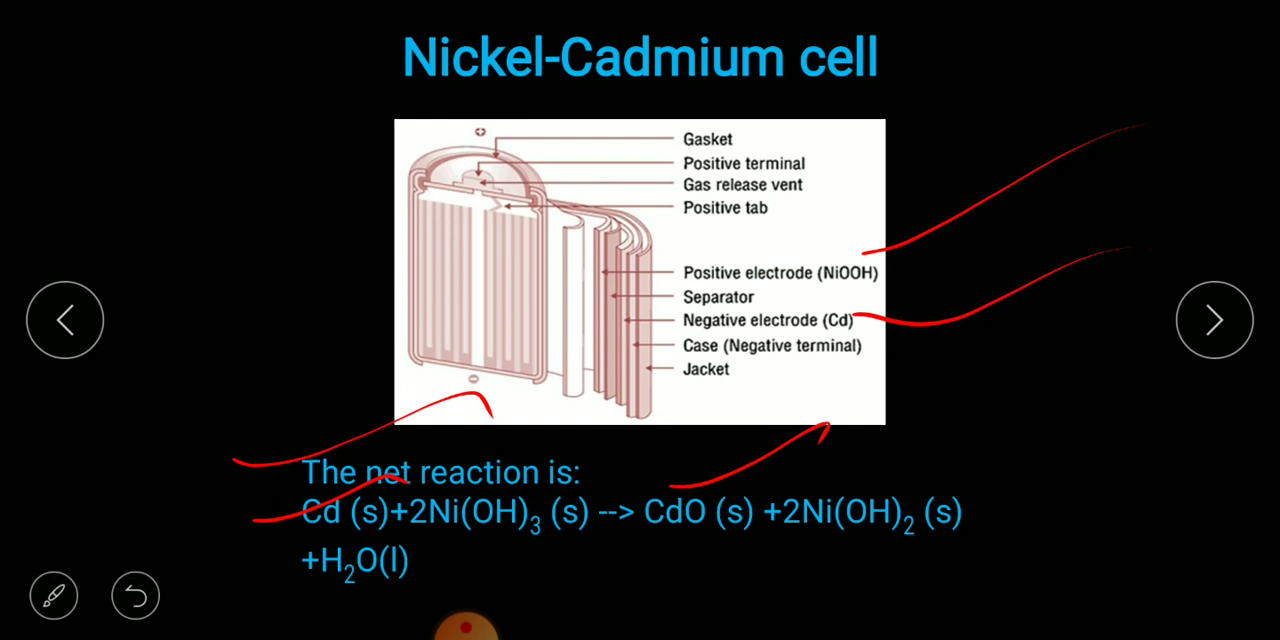 Nickel-Cadmium cell
Gasket
Positive terminal
Gas release vent
Positive tab
Positive electrode (NiOOH)
Separator
Negative electrode (Cd)
Case (Negative terminal)
Jacket
The net reaction is:
Cd (s)+2Ni(OH)₃ (s) --> CdO (s) +2Ni(OH)₂ (s)
+H₂O(l)